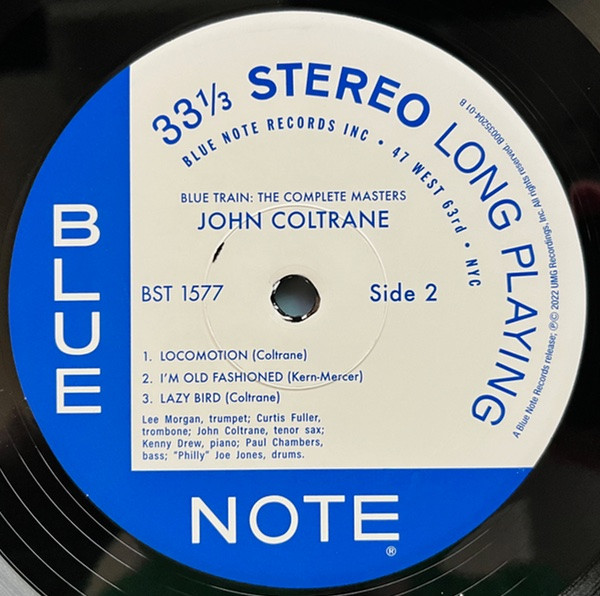 33⅓ STEREO LONG PLAYING
BLUE NOTE RECORDS INC • 47 WEST 63rd • NYC
BLUE TRAIN: THE COMPLETE MASTERS
JOHN COLTRANE
BST 1577
Side 2
1. LOCOMOTION (Coltrane)
2. I'M OLD FASHIONED (Kern-Mercer)
3. LAZY BIRD (Coltrane)
Lee Morgan, trumpet; Curtis Fuller,
trombone; John Coltrane, tenor sax;
Kenny Drew, piano; Paul Chambers,
bass; "Philly" Joe Jones, drums.
BLUE
NOTE®
A Blue Note Records release; ℗© 2022 UMG Recordings, Inc. All rights reserved. B0035204-01 B